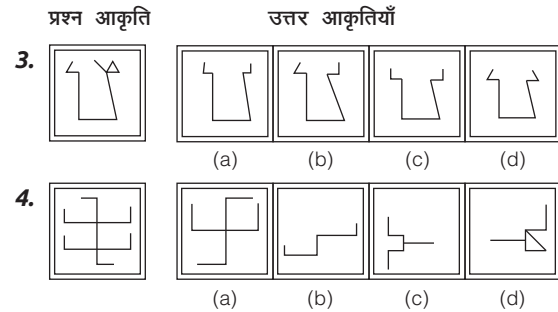 प्रश्न आकृति उत्तर आकृतियाँ
3.
(a) (b) (c) (d)
4.
(a) (b) (c) (d)